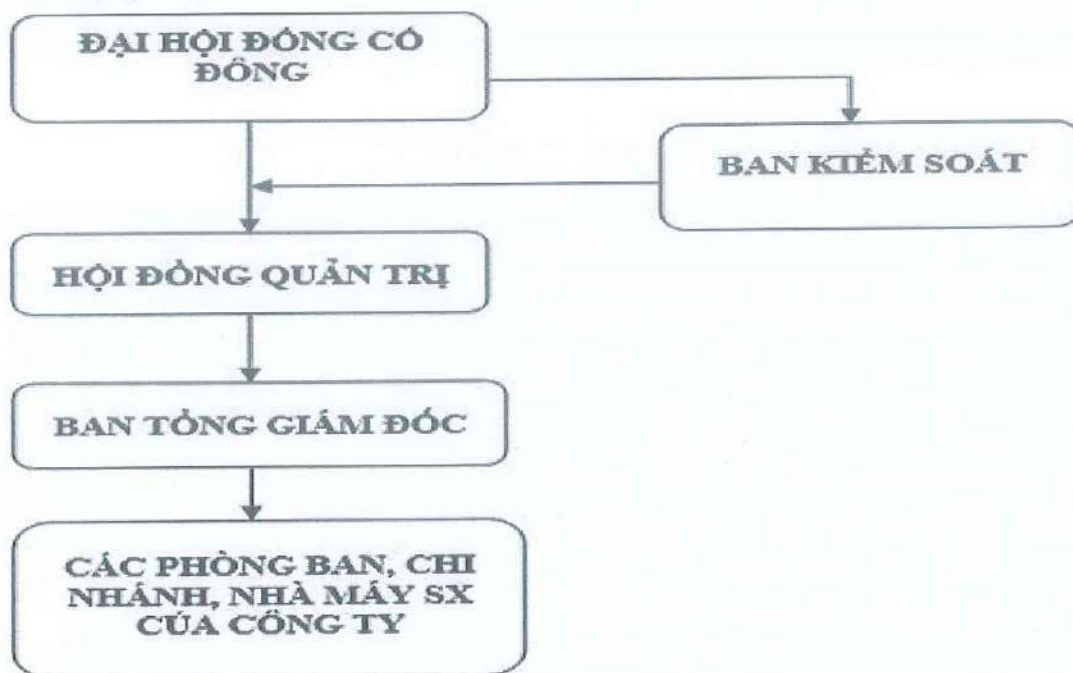 ĐẠI HỘI ĐỒNG CỔ
ĐÔNG
BAN KIỂM SOÁT
HỘI ĐỒNG QUẢN TRỊ
BAN TỔNG GIÁM ĐỐC
CÁC PHÒNG BAN, CHI
NHÁNH, NHÀ MÁY SX
CỦA CÔNG TY